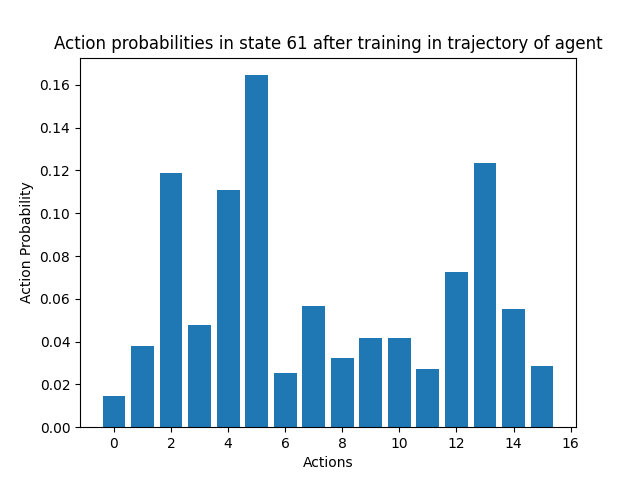 Action probabilities in state 61 after training in trajectory of agent
0.16
0.14
0.12
0.10
0.08
0.06
0.04
0.02
0.00
Action Probability
0 2 4 6 8 10 12 14 16
Actions